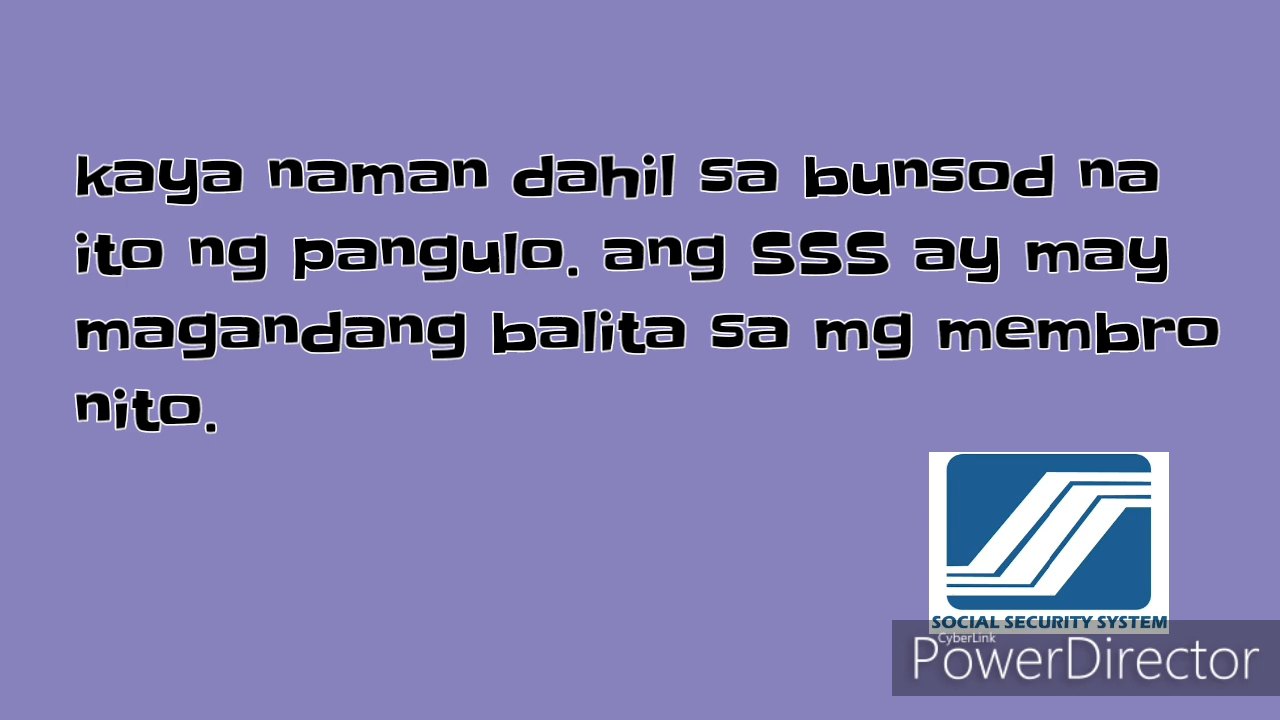 kaya naman dahil sa bunsod na
ito ng pangulo. ang SSS ay may
magandang balita sa mg membro
nito.
SOCIAL SECURITY SYSTEM
CyberLink
PowerDirector